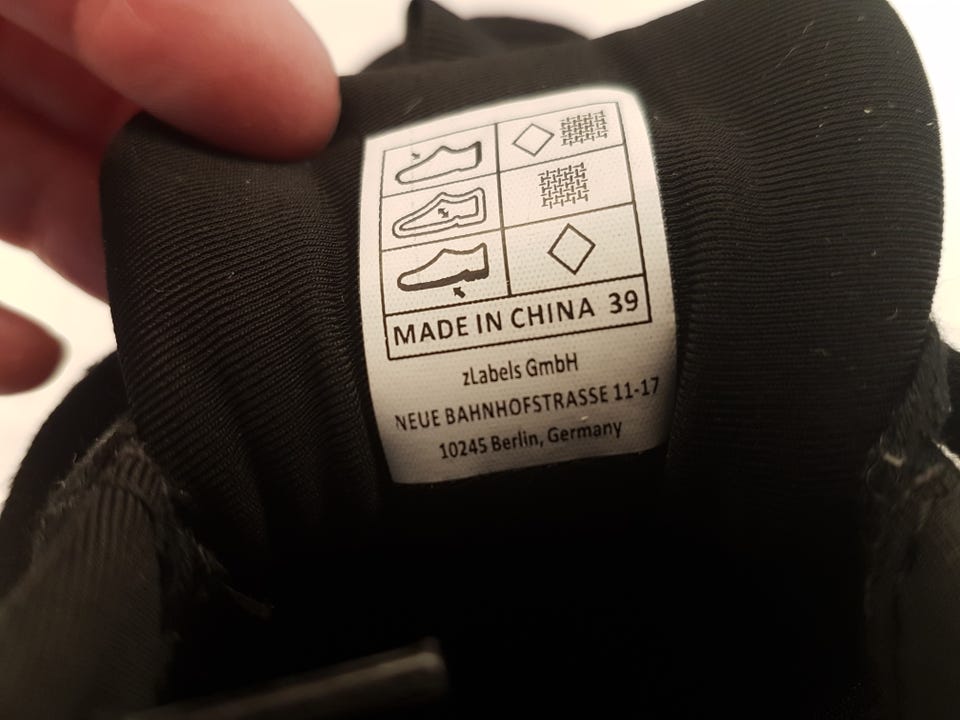 MADE IN CHINA 39
zLabels GmbH
NEUE BAHNHOFSTRASSE 11-17
10245 Berlin, Germany